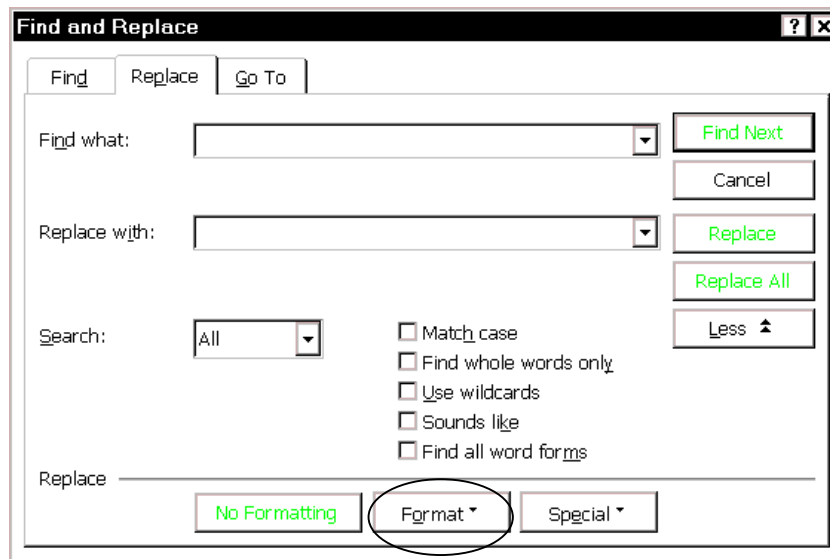 Find and Replace ? X
Find Replace Go To
Find what: Find Next
Cancel
Replace with: Replace
Replace All
Search: All Less
Match case
Find whole words only
Use wildcards
Sounds like
Find all word forms
Replace
No Formatting Format Special